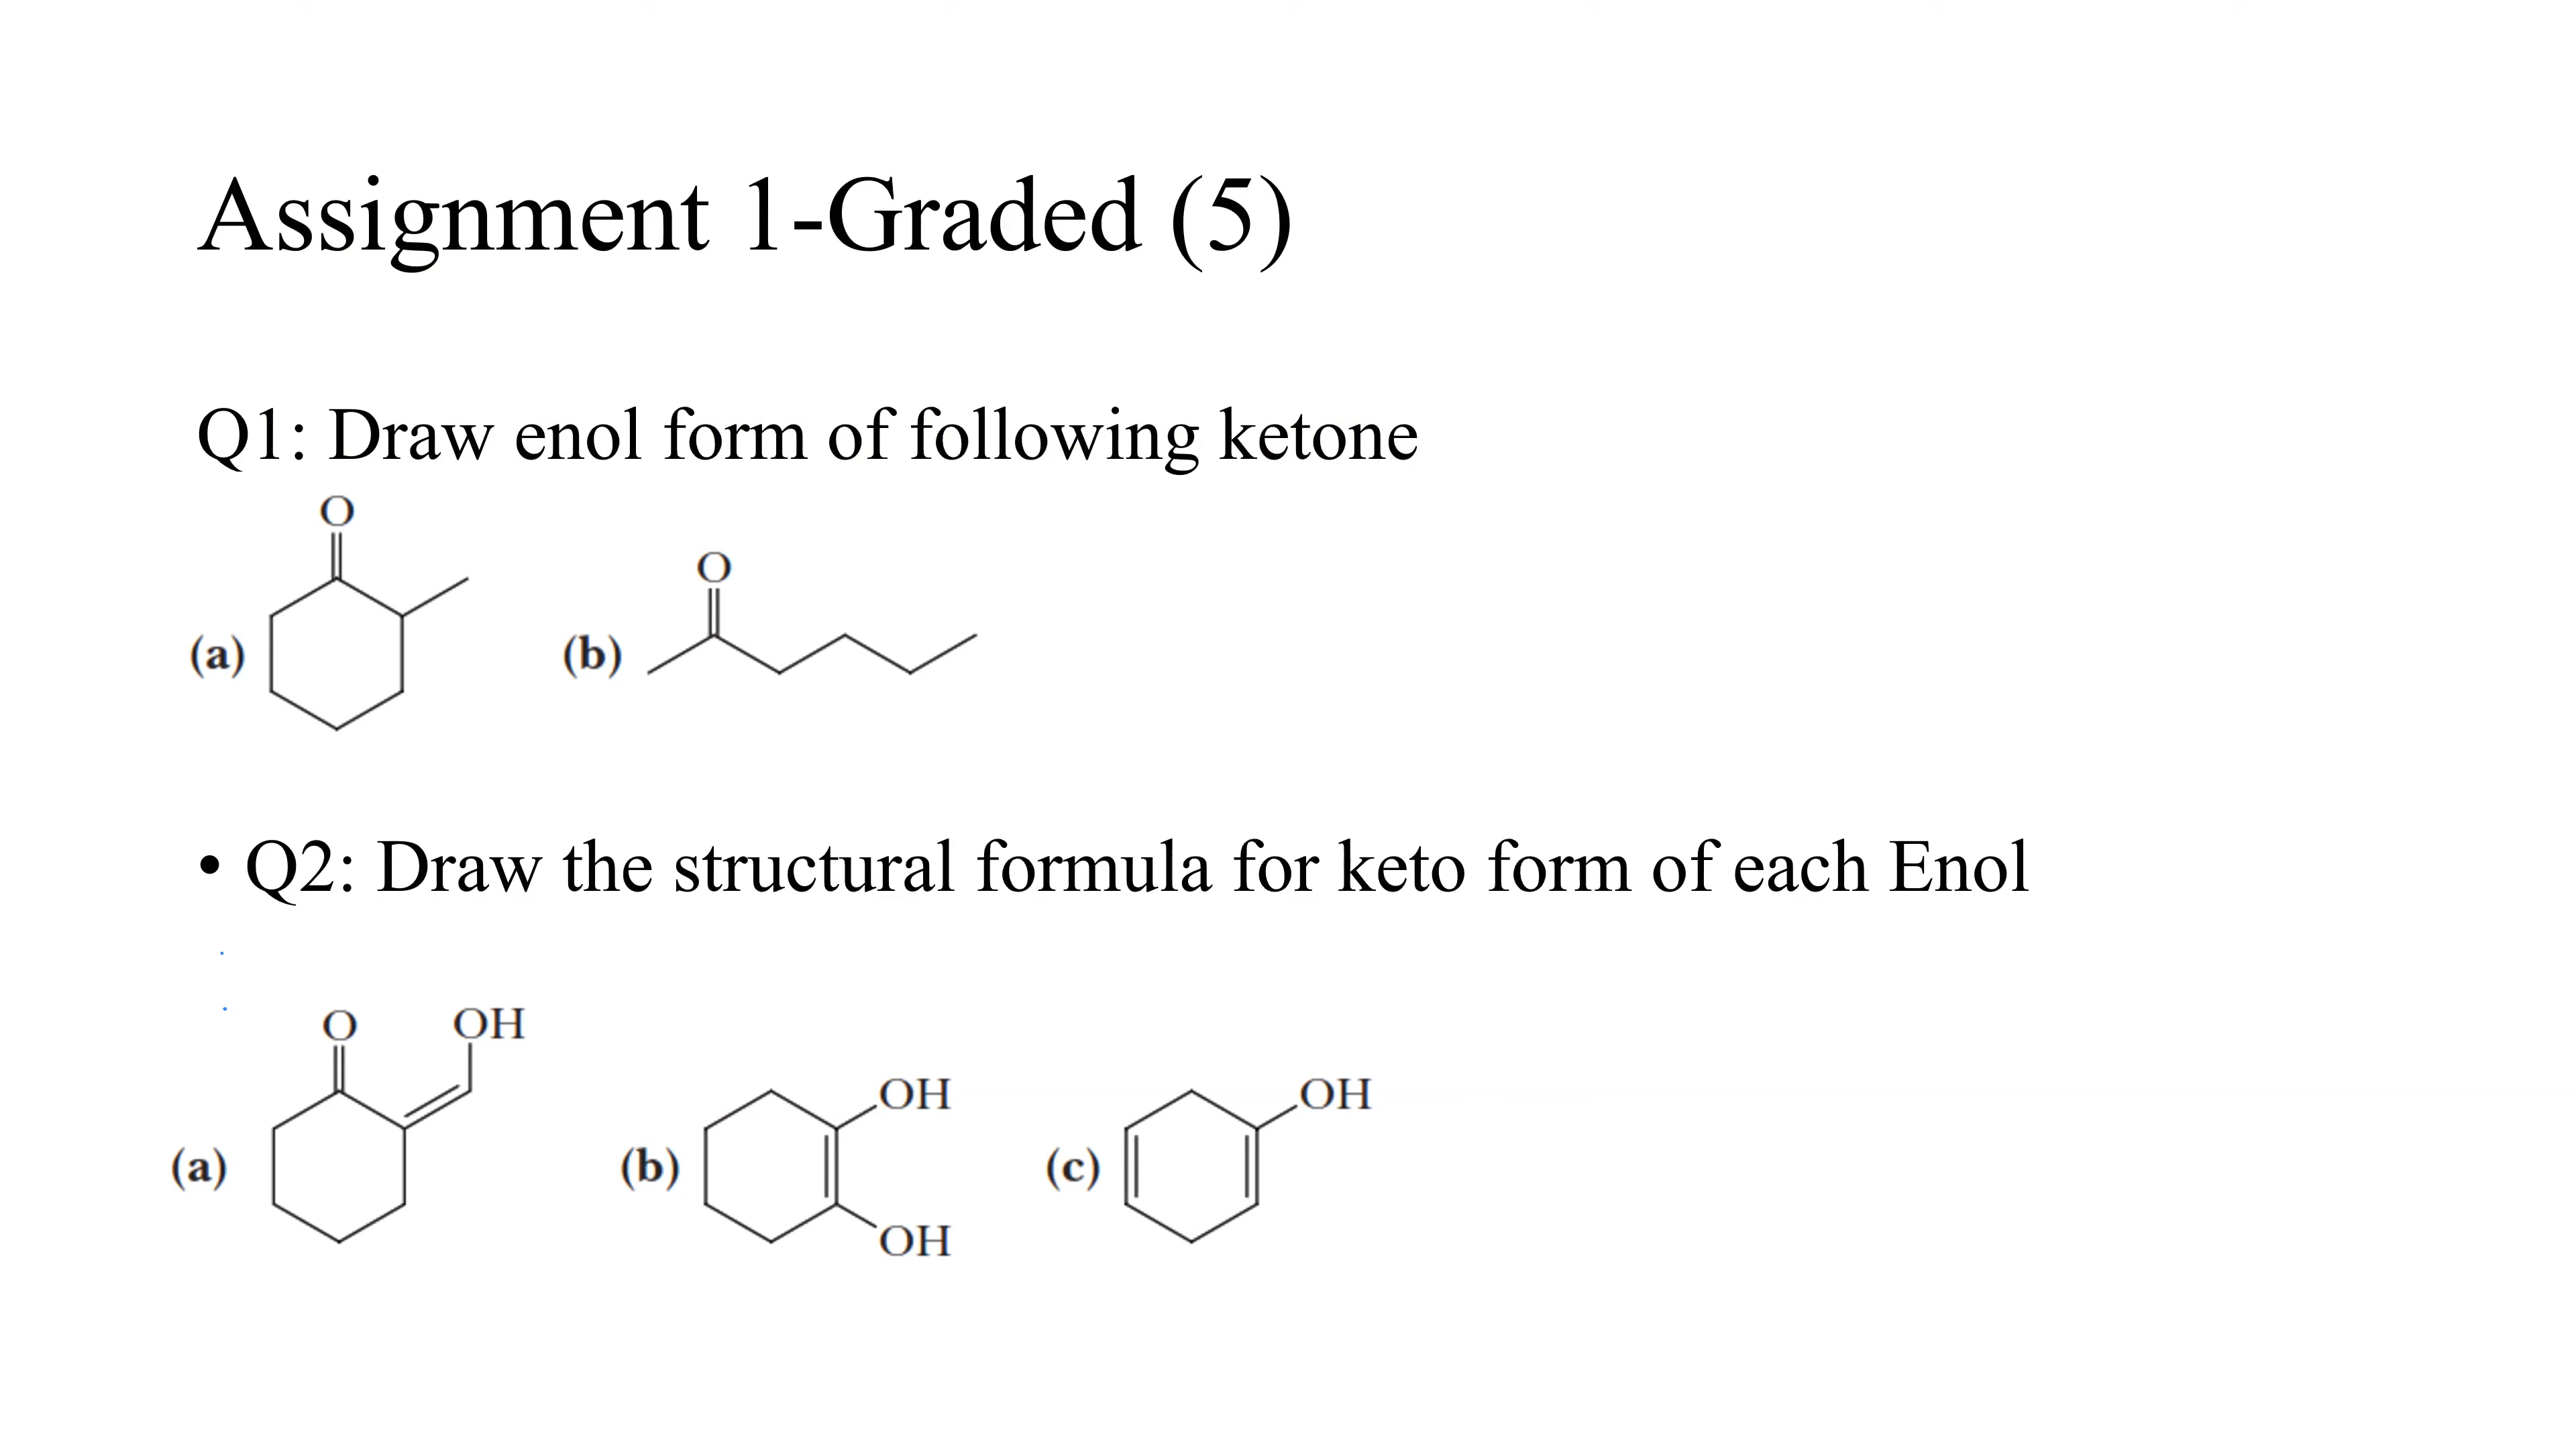 Assignment 1-Graded (5)
Q1: Draw enol form of following ketone
O
O
(a)
(b)
• Q2: Draw the structural formula for keto form of each Enol
O
OH
OH
OH
(a)
(b)
(c)
OH